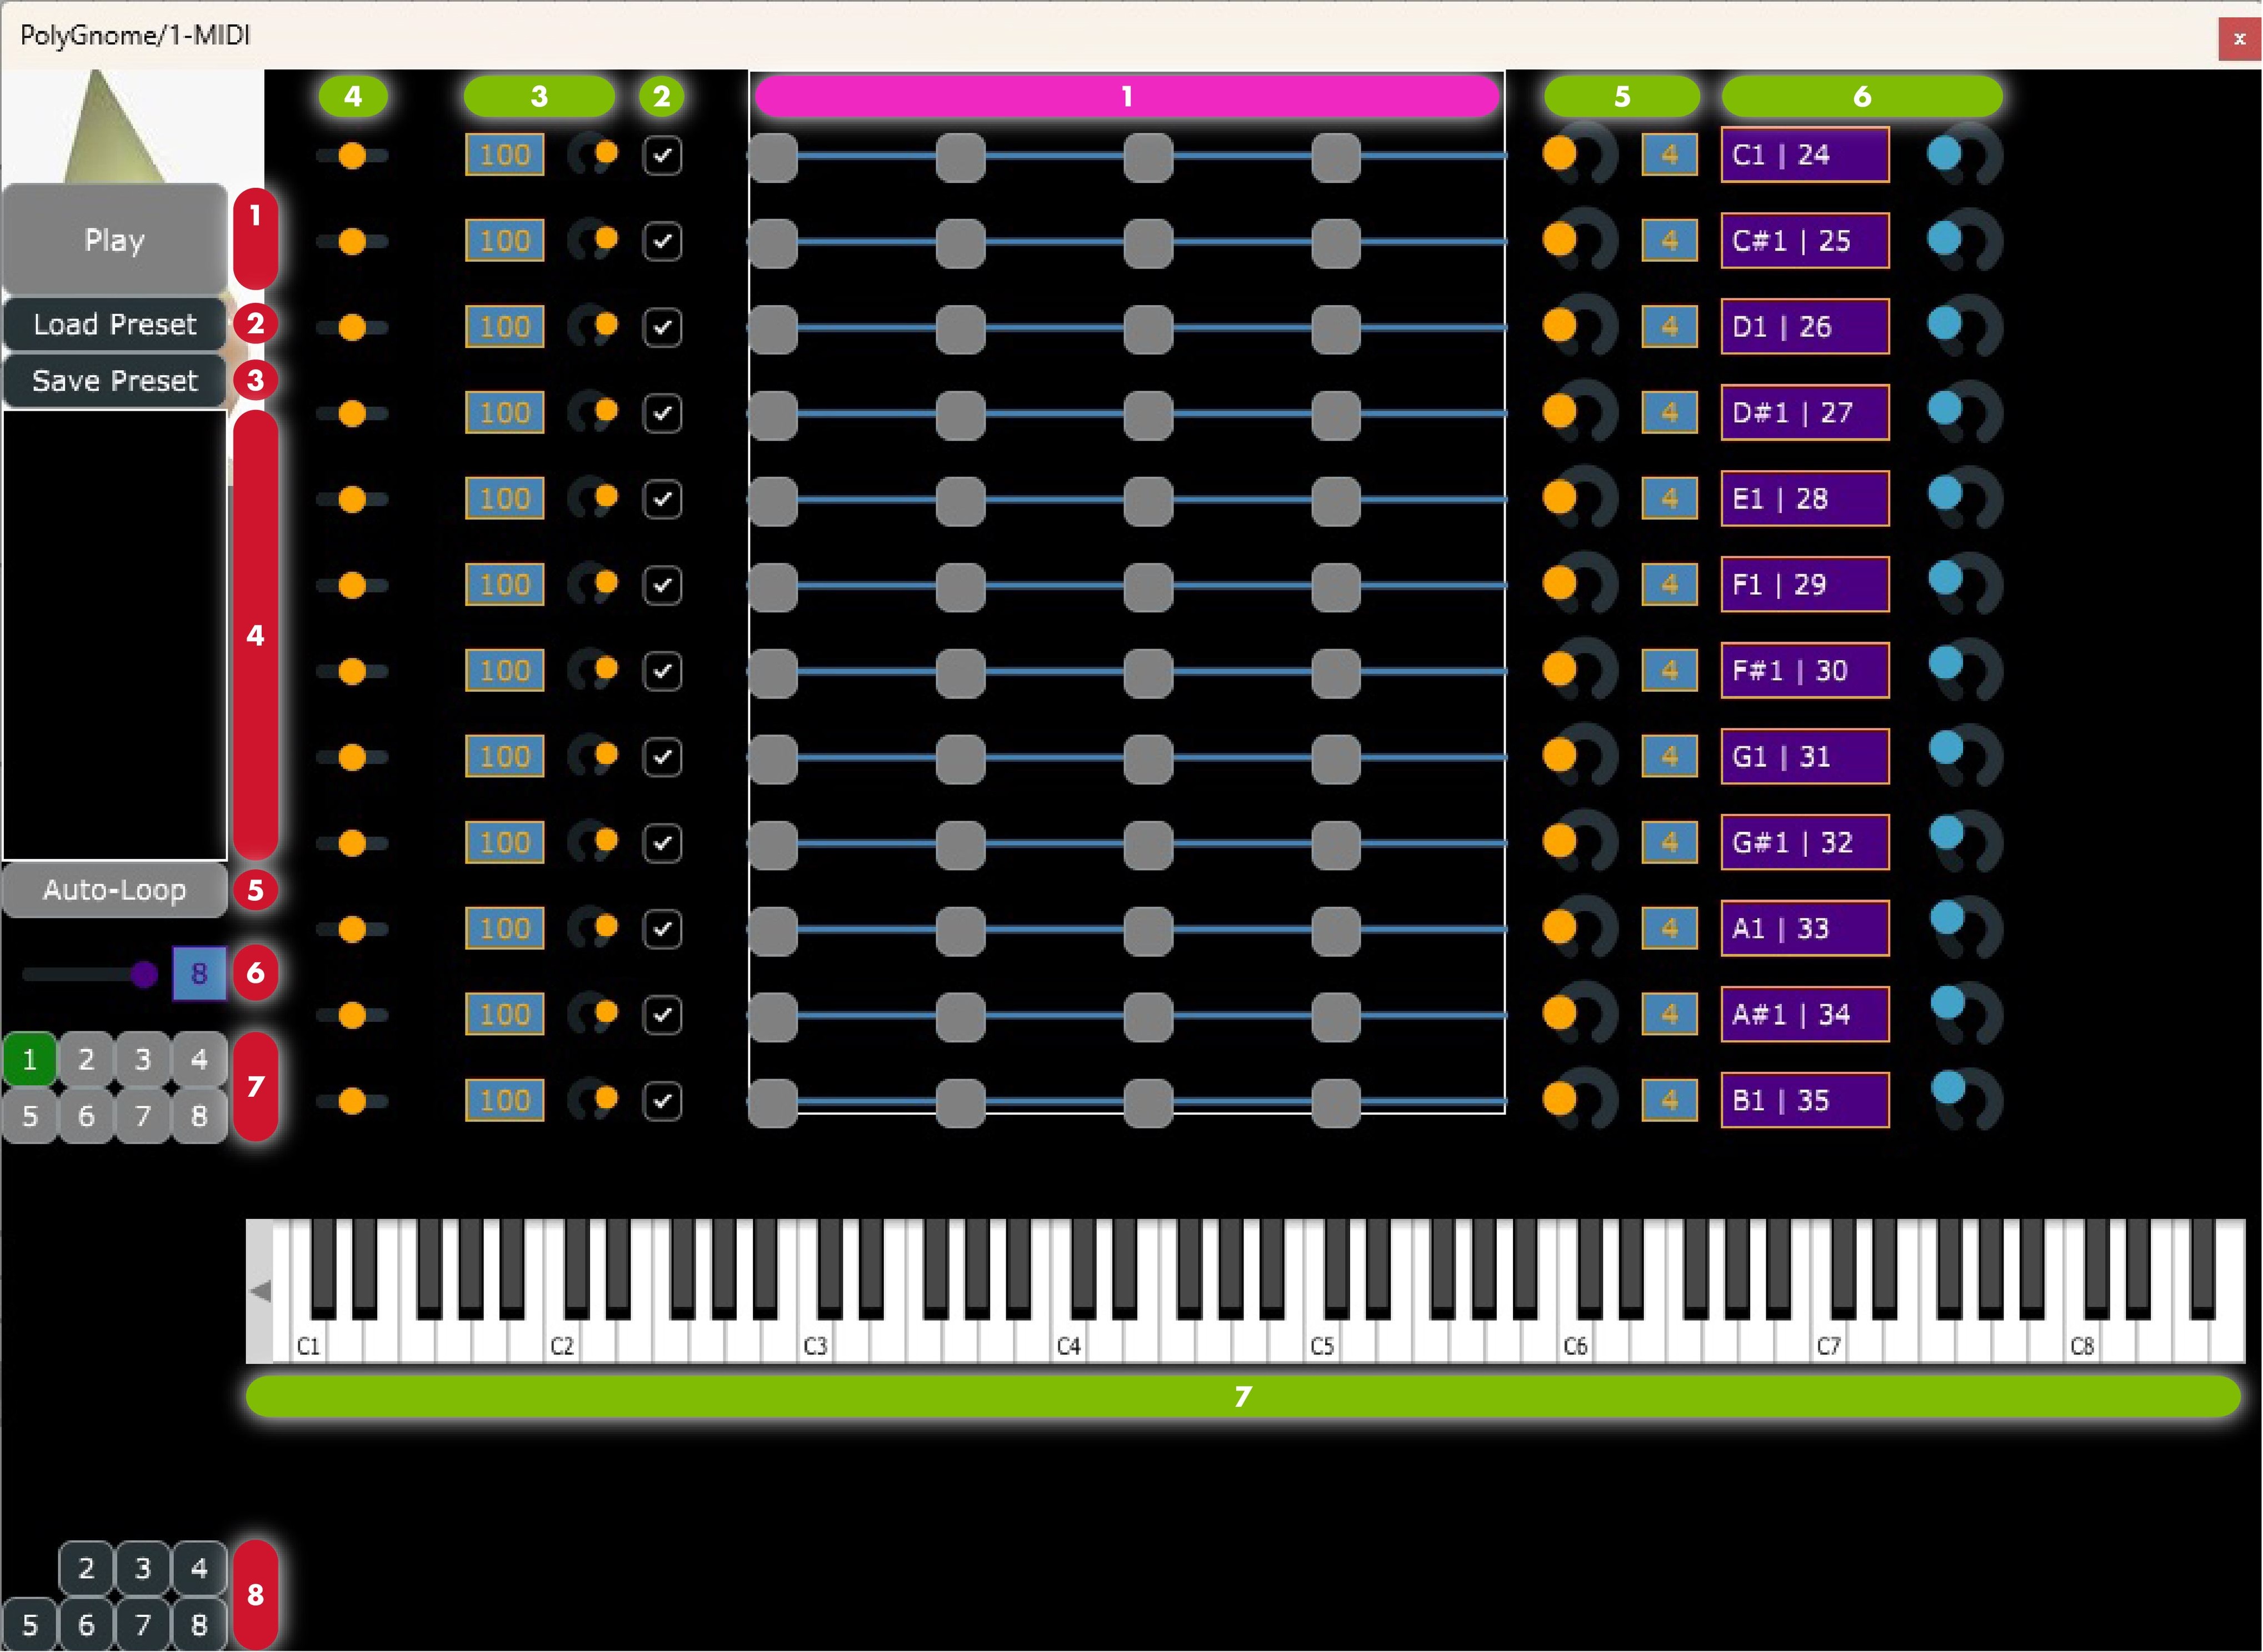 PolyGnome/1-MIDI
x
4 3 2 1 5 6
100 4 C1 | 24
1
Play
100 4 C#1 | 25
Load Preset 2
100 4 D1 | 26
Save Preset 3
100 4 D#1 | 27
100 4 E1 | 28
100 4 F1 | 29
4
100 4 F#1 | 30
100 4 G1 | 31
100 4 G#1 | 32
Auto-Loop 5
100 4 A1 | 33
8 6
100 4 A#1 | 34
1 2 3 4
7
5 6 7 8
100 4 B1 | 35
C1 C2 C3 C4 C5 C6 C7 C8
7
2 3 4
8
5 6 7 8